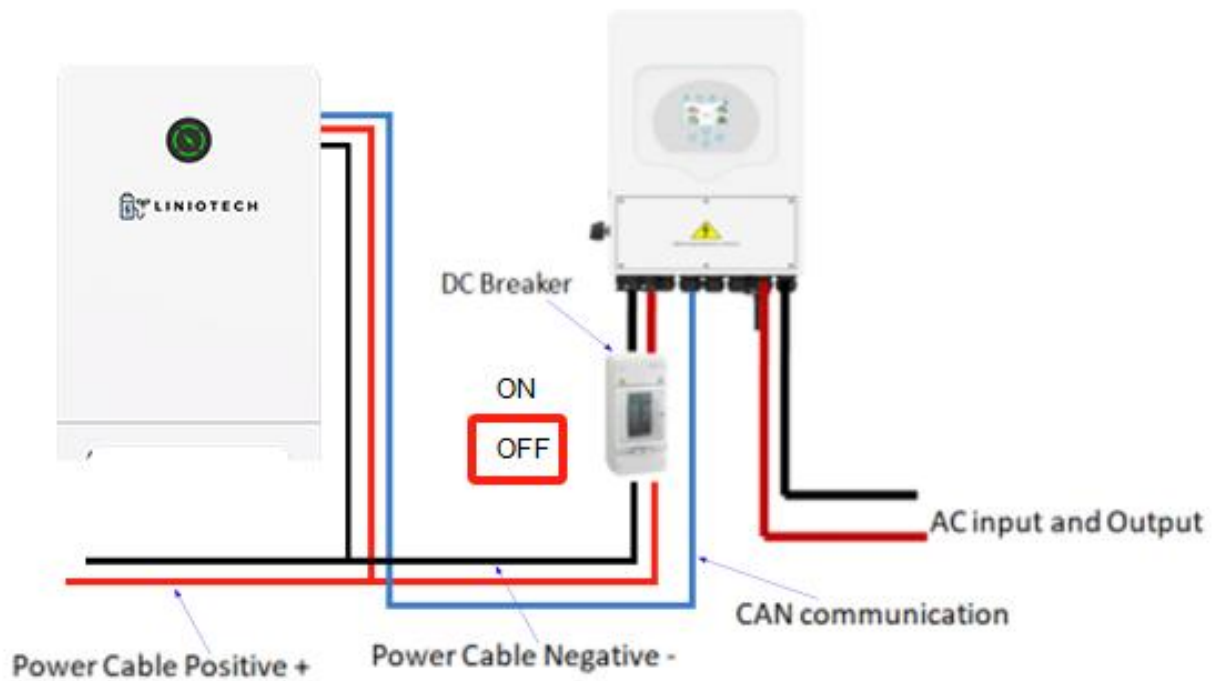 LINIOTECH
DC Breaker
ON
OFF
AC input and Output
CAN communication
Power Cable Negative -
Power Cable Positive +